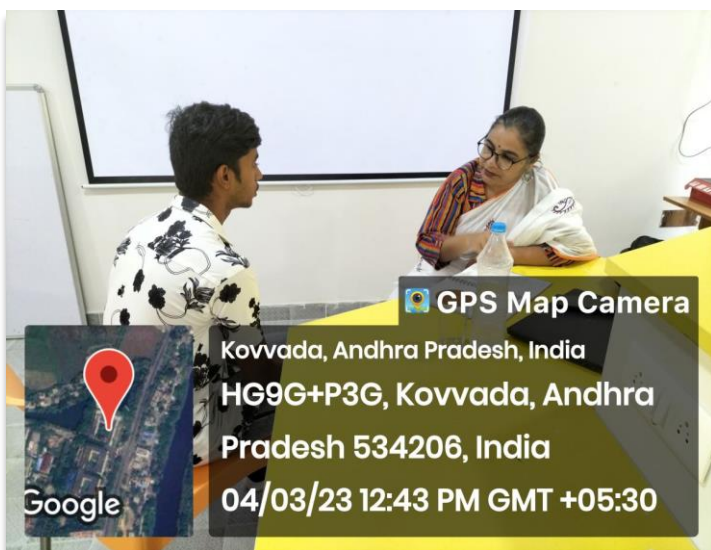 GPS Map Camera
Kovvada, Andhra Pradesh, India
HG9G+P3G, Kovvada, Andhra
Pradesh 534206, India
04/03/23 12:43 PM GMT +05:30
Google